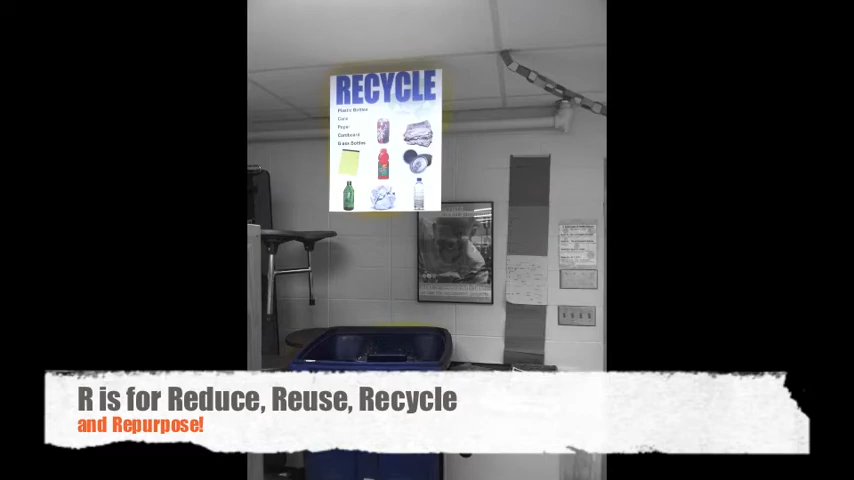 RECYCLE
Plastic Bottles
Cans
Paper
Cardboard
Glass Bottles
R is for Reduce, Reuse, Recycle
and Repurpose!